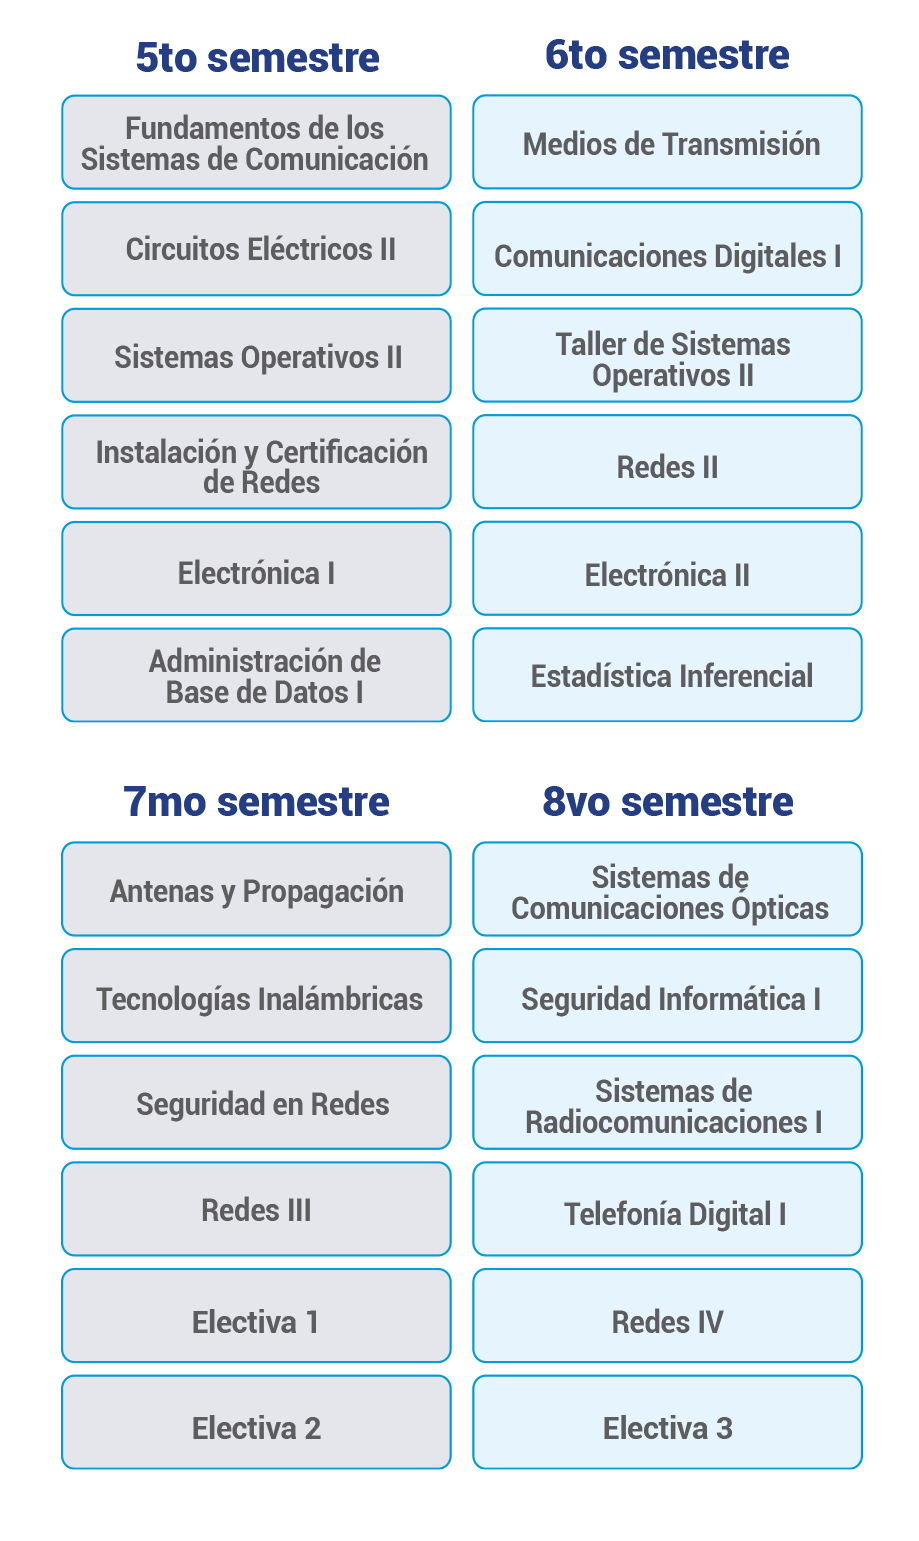 5to semestre
Fundamentos de los
Sistemas de Comunicación
Circuitos Eléctricos II
Sistemas Operativos II
Instalación y Certificación
de Redes
Electrónica I
Administración de
Base de Datos I
6to semestre
Medios de Transmisión
Comunicaciones Digitales I
Taller de Sistemas
Operativos II
Redes II
Electrónica II
Estadística Inferencial
7mo semestre
Antenas y Propagación
Tecnologías Inalámbricas
Seguridad en Redes
Redes III
Electiva 1
Electiva 2
8vo semestre
Sistemas de
Comunicaciones Ópticas
Seguridad Informática I
Sistemas de
Radiocomunicaciones I
Telefonía Digital I
Redes IV
Electiva 3